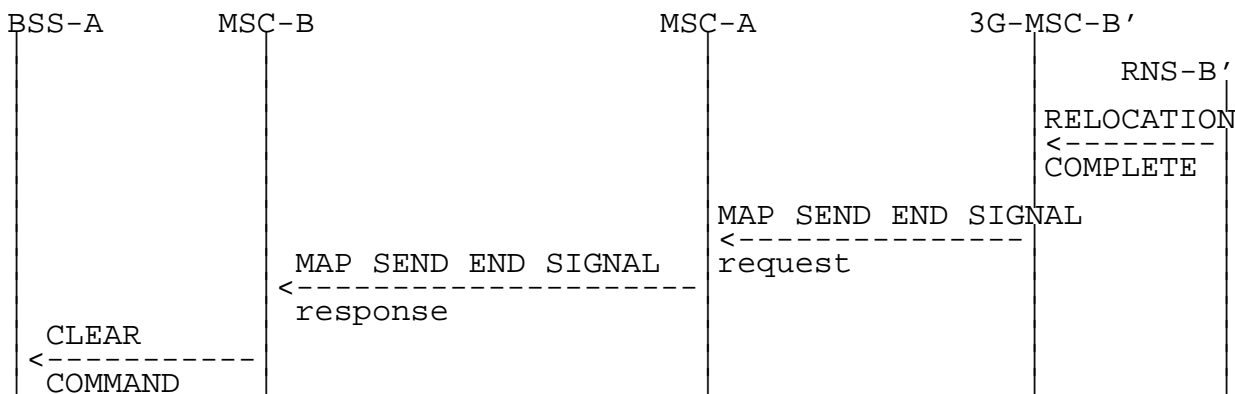 BSS-A MSC-B MSC-A 3G-MSC-B'
RNS-B'
RELOCATION
COMPLETE
MAP SEND END SIGNAL
request
MAP SEND END SIGNAL
response
CLEAR
COMMAND